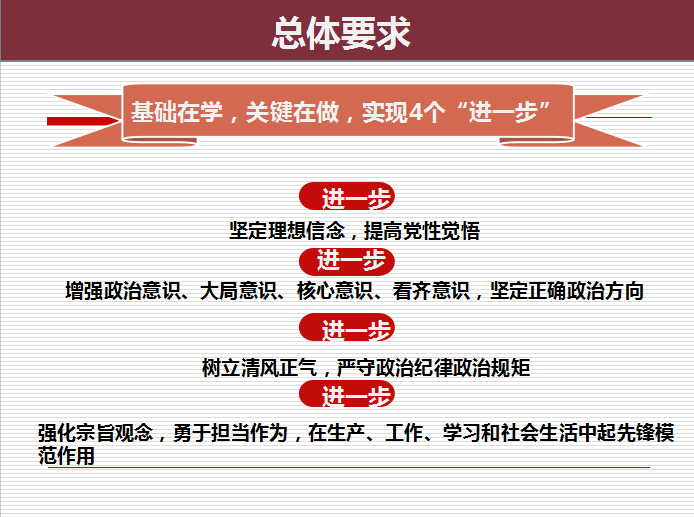 总体要求
基础在学，关键在做，实现4个“进一步”
进一步
坚定理想信念，提高党性觉悟
进一步
增强政治意识、大局意识、核心意识、看齐意识，坚定正确政治方向
进一步
树立清风正气，严守政治纪律政治规矩
进一步
强化宗旨观念，勇于担当作为，在生产、工作、学习和社会生活中起先锋模
范作用